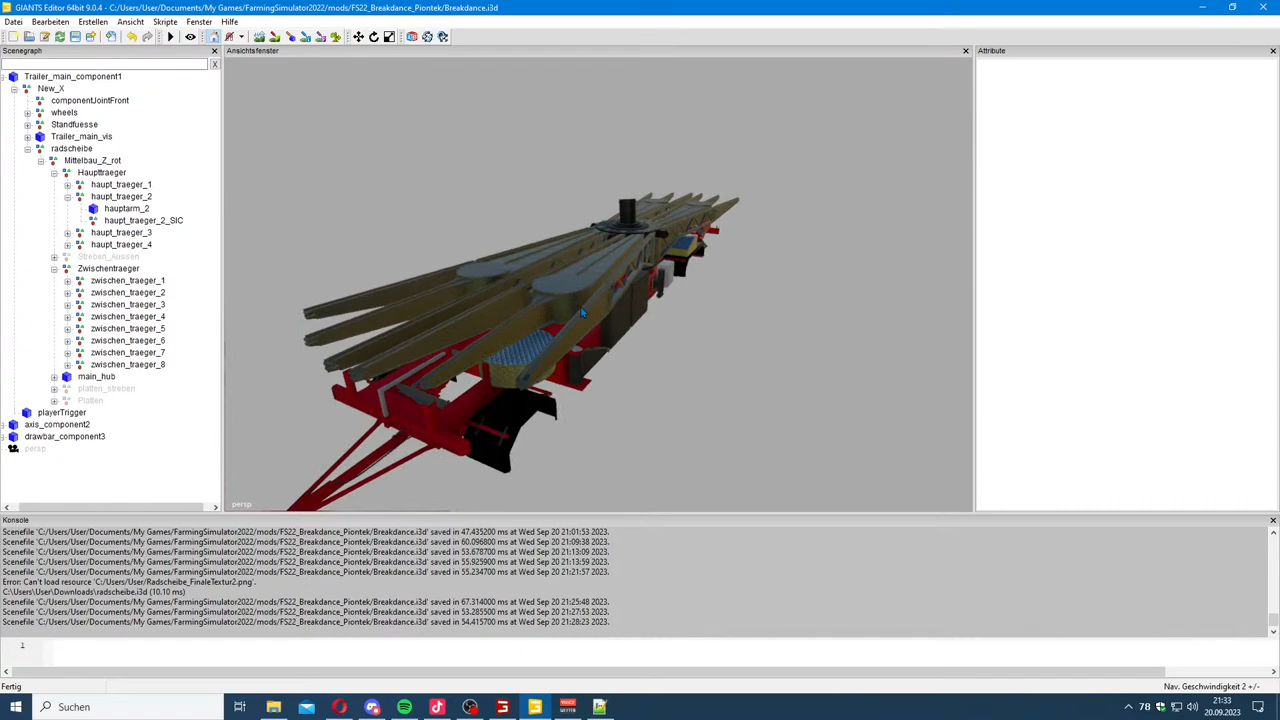 GIANTS Editor 64bit 9.0.4 - [C:/Users/User/Documents/My Games/FarmingSimulator2022/mods/FS22_Breakdance_Piontek/Breakdance.i3d]
Datei Bearbeiten Erstellen Ansicht Skripte Fenster Hilfe
Scenegraph
Ansichtsfenster
Attribute
X
Trailer_main_component1
New_X
componentJointFront
wheels
Standfuesse
Trailer_main_vis
radscheibe
Mittelbau_Z_rot
Haupttraeger
haupt_traeger_1
haupt_traeger_2
hauptarm_2
haupt_traeger_2_SIC
haupt_traeger_3
haupt_traeger_4
Streben_Aussen
Zwischentraeger
zwischen_traeger_1
zwischen_traeger_2
zwischen_traeger_3
zwischen_traeger_4
zwischen_traeger_5
zwischen_traeger_6
zwischen_traeger_7
zwischen_traeger_8
main_hub
platten_streben
Platten
playerTrigger
axis_component2
drawbar_component3
persp
persp
Konsole
Scenefile 'C:/Users/User/Documents/My Games/FarmingSimulator2022/mods/FS22_Breakdance_Piontek/Breakdance.i3d' saved in 47.435200 ms at Wed Sep 20 21:01:53 2023.
Scenefile 'C:/Users/User/Documents/My Games/FarmingSimulator2022/mods/FS22_Breakdance_Piontek/Breakdance.i3d' saved in 60.096800 ms at Wed Sep 20 21:09:38 2023.
Scenefile 'C:/Users/User/Documents/My Games/FarmingSimulator2022/mods/FS22_Breakdance_Piontek/Breakdance.i3d' saved in 53.678700 ms at Wed Sep 20 21:13:09 2023.
Scenefile 'C:/Users/User/Documents/My Games/FarmingSimulator2022/mods/FS22_Breakdance_Piontek/Breakdance.i3d' saved in 55.925900 ms at Wed Sep 20 21:13:59 2023.
Scenefile 'C:/Users/User/Documents/My Games/FarmingSimulator2022/mods/FS22_Breakdance_Piontek/Breakdance.i3d' saved in 55.234700 ms at Wed Sep 20 21:21:57 2023.
Error: Can't load resource 'C:/Users/User/Radscheibe_FinaleTextur2.png'.
C:\Users\User\Downloads\radscheibe.i3d (10.10 ms)
Scenefile 'C:/Users/User/Documents/My Games/FarmingSimulator2022/mods/FS22_Breakdance_Piontek/Breakdance.i3d' saved in 67.314000 ms at Wed Sep 20 21:25:48 2023.
Scenefile 'C:/Users/User/Documents/My Games/FarmingSimulator2022/mods/FS22_Breakdance_Piontek/Breakdance.i3d' saved in 53.285500 ms at Wed Sep 20 21:27:53 2023.
Scenefile 'C:/Users/User/Documents/My Games/FarmingSimulator2022/mods/FS22_Breakdance_Piontek/Breakdance.i3d' saved in 54.415700 ms at Wed Sep 20 21:28:23 2023.
1
Fertig
Nav. Geschwindigkeit 2 +/-
Suchen
78
21:33
20.09.2023